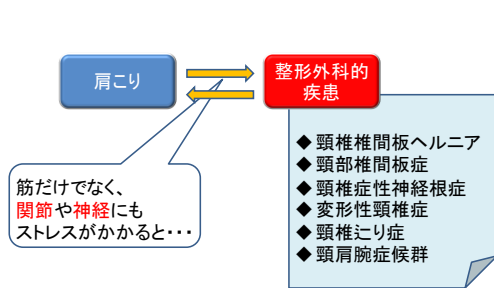 肩こり
整形外科的
疾患
筋だけでなく、
関節や神経にも
ストレスがかかると・・・
◆ 頸椎椎間板ヘルニア
◆ 頸部椎間板症
◆ 頸椎症性神経根症
◆ 変形性頸椎症
◆ 頸椎辷り症
◆ 頸肩腕症候群